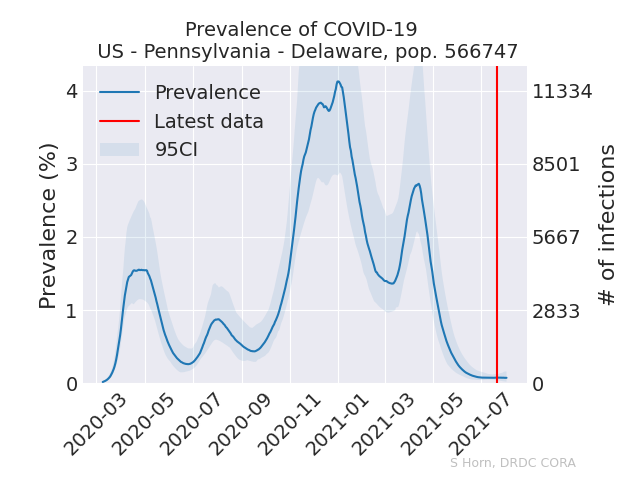 Prevalence of COVID-19
US - Pennsylvania - Delaware, pop. 566747
Prevalence
Latest data
95CI
Prevalence (%)
4
3
2
1
0
11334
8501
5667
2833
0
# of infections
2020-03
2020-05
2020-07
2020-09
2020-11
2021-01
2021-03
2021-05
2021-07
S Horn, DRDC CORA